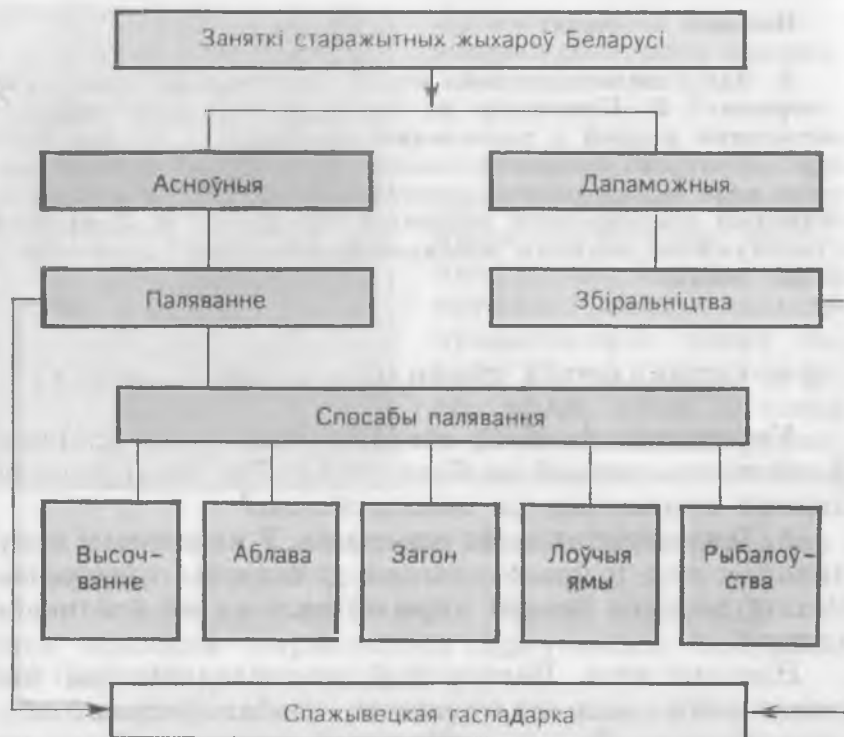 Заняткі старажытных жыхароў Беларусі
Асноўныя
Дапаможныя
Паляванне
Збіральніцтва
Спосабы палявання
Высоч-
ванне
Аблава
Загон
Лоўчыя
ямы
Рыбалоў-
ства
Спажывецкая гаспадарка